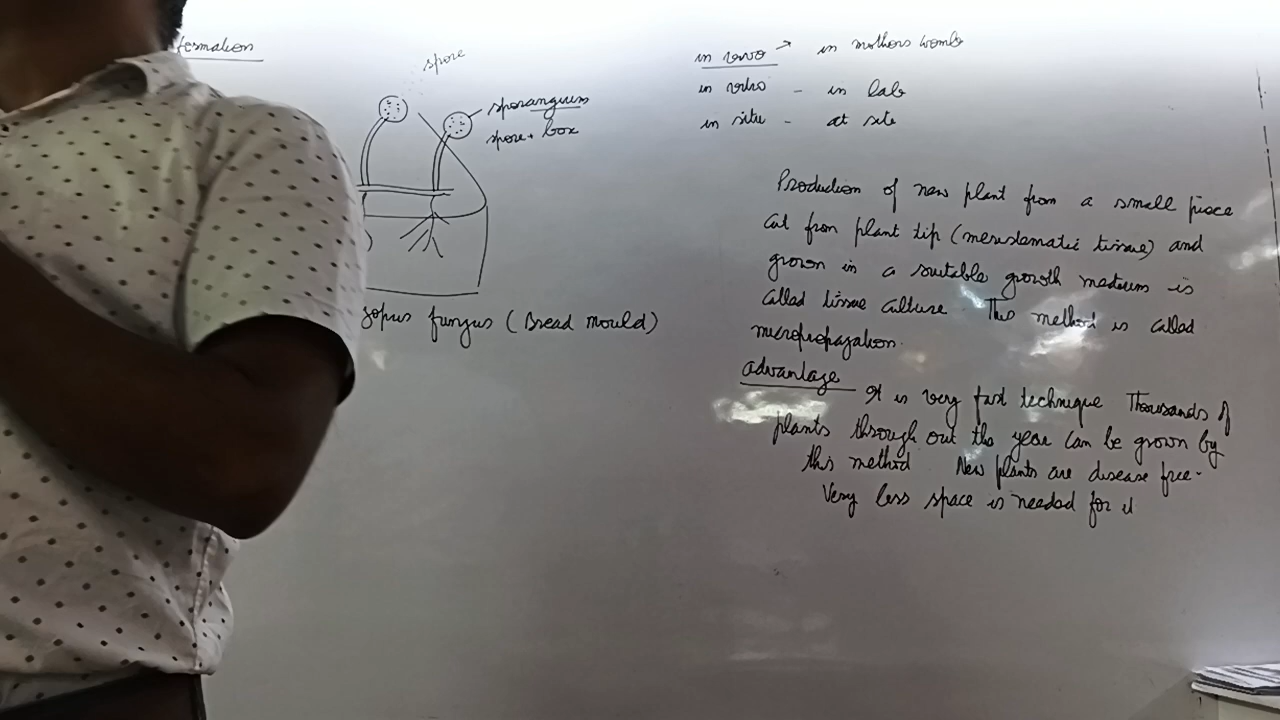 formation
spore
sporangium
spore + box
zopus fungus (Bread mould)
in vivo → in mothers womb
in vitro - in lab
in situ - at site
Production of new plant from a small piece
cut from plant tip (meristematic tissue) and
grown in a suitable growth medium is
called tissue culture. This method is called
micropropagation.
advantage
It is very fast technique Thousands of
plants through out the year can be grown by
this method. New plants are disease free.
Very less space is needed for it